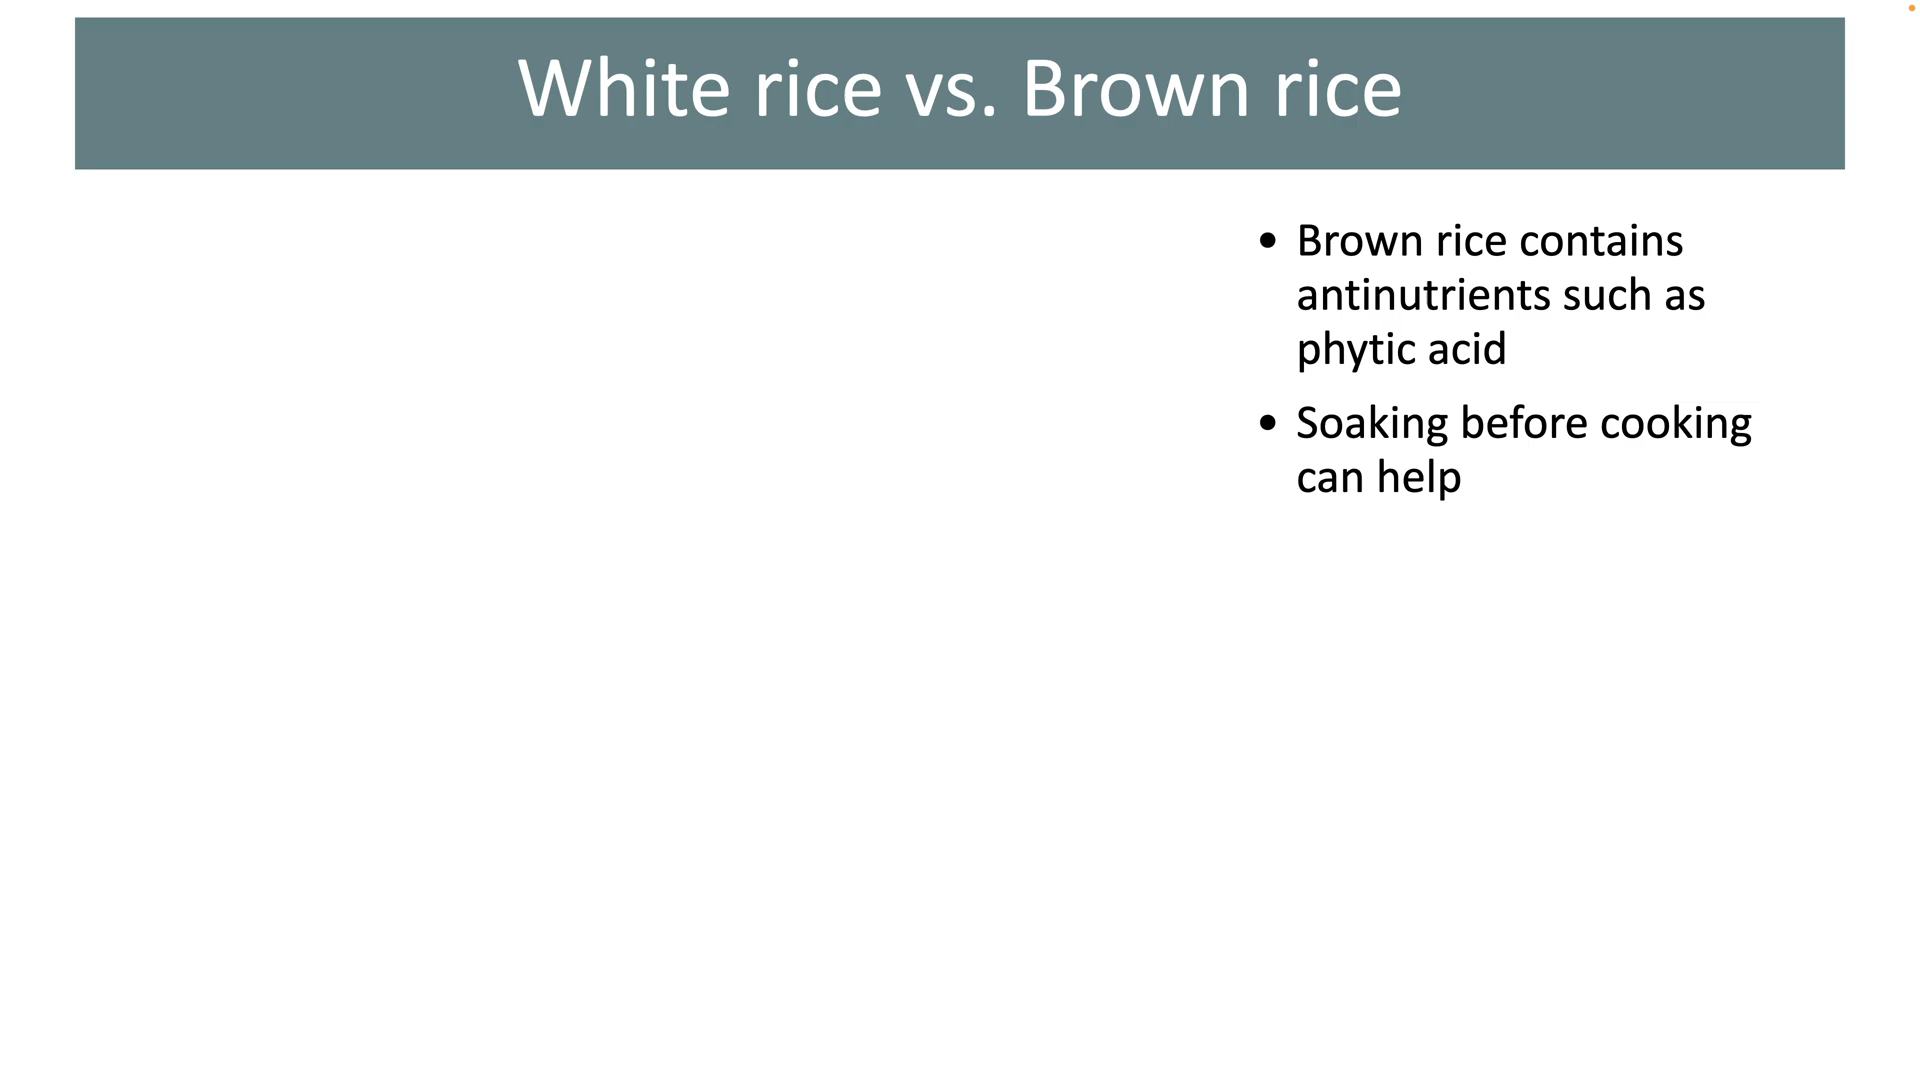 White rice vs. Brown rice
• Brown rice contains
antinutrients such as
phytic acid
• Soaking before cooking
can help